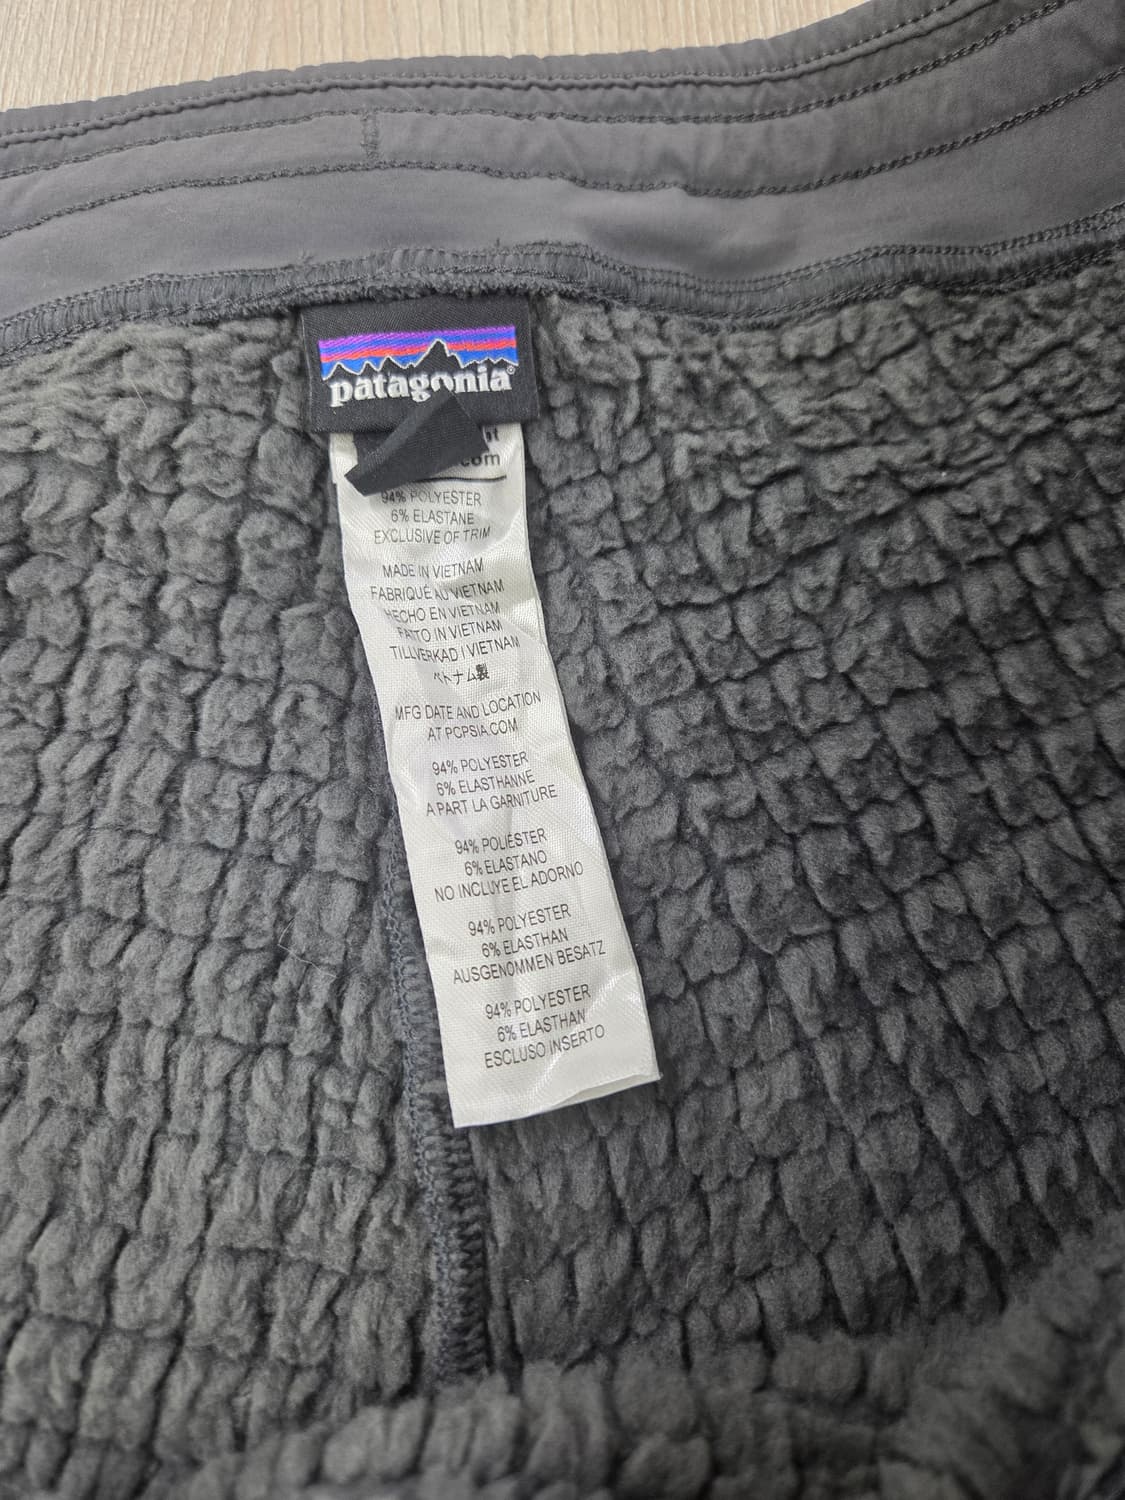 patagonia®
com
94% POLYESTER
6% ELASTANE
EXCLUSIVE OF TRIM
MADE IN VIETNAM
FABRIQUÉ AU VIETNAM
HECHO EN VIETNAM
FATTO IN VIETNAM
TILLVERKAD I VIETNAM
ベトナム製
MFG DATE AND LOCATION
AT PCPSIA.COM
94% POLYESTER
6% ELASTHANNE
A PART LA GARNITURE
94% POLIÉSTER
6% ELASTANO
NO INCLUYE EL ADORNO
94% POLYESTER
6% ELASTHAN
AUSGENOMMEN BESATZ
94% POLYESTER
6% ELASTHAN
ESCLUSO INSERTO